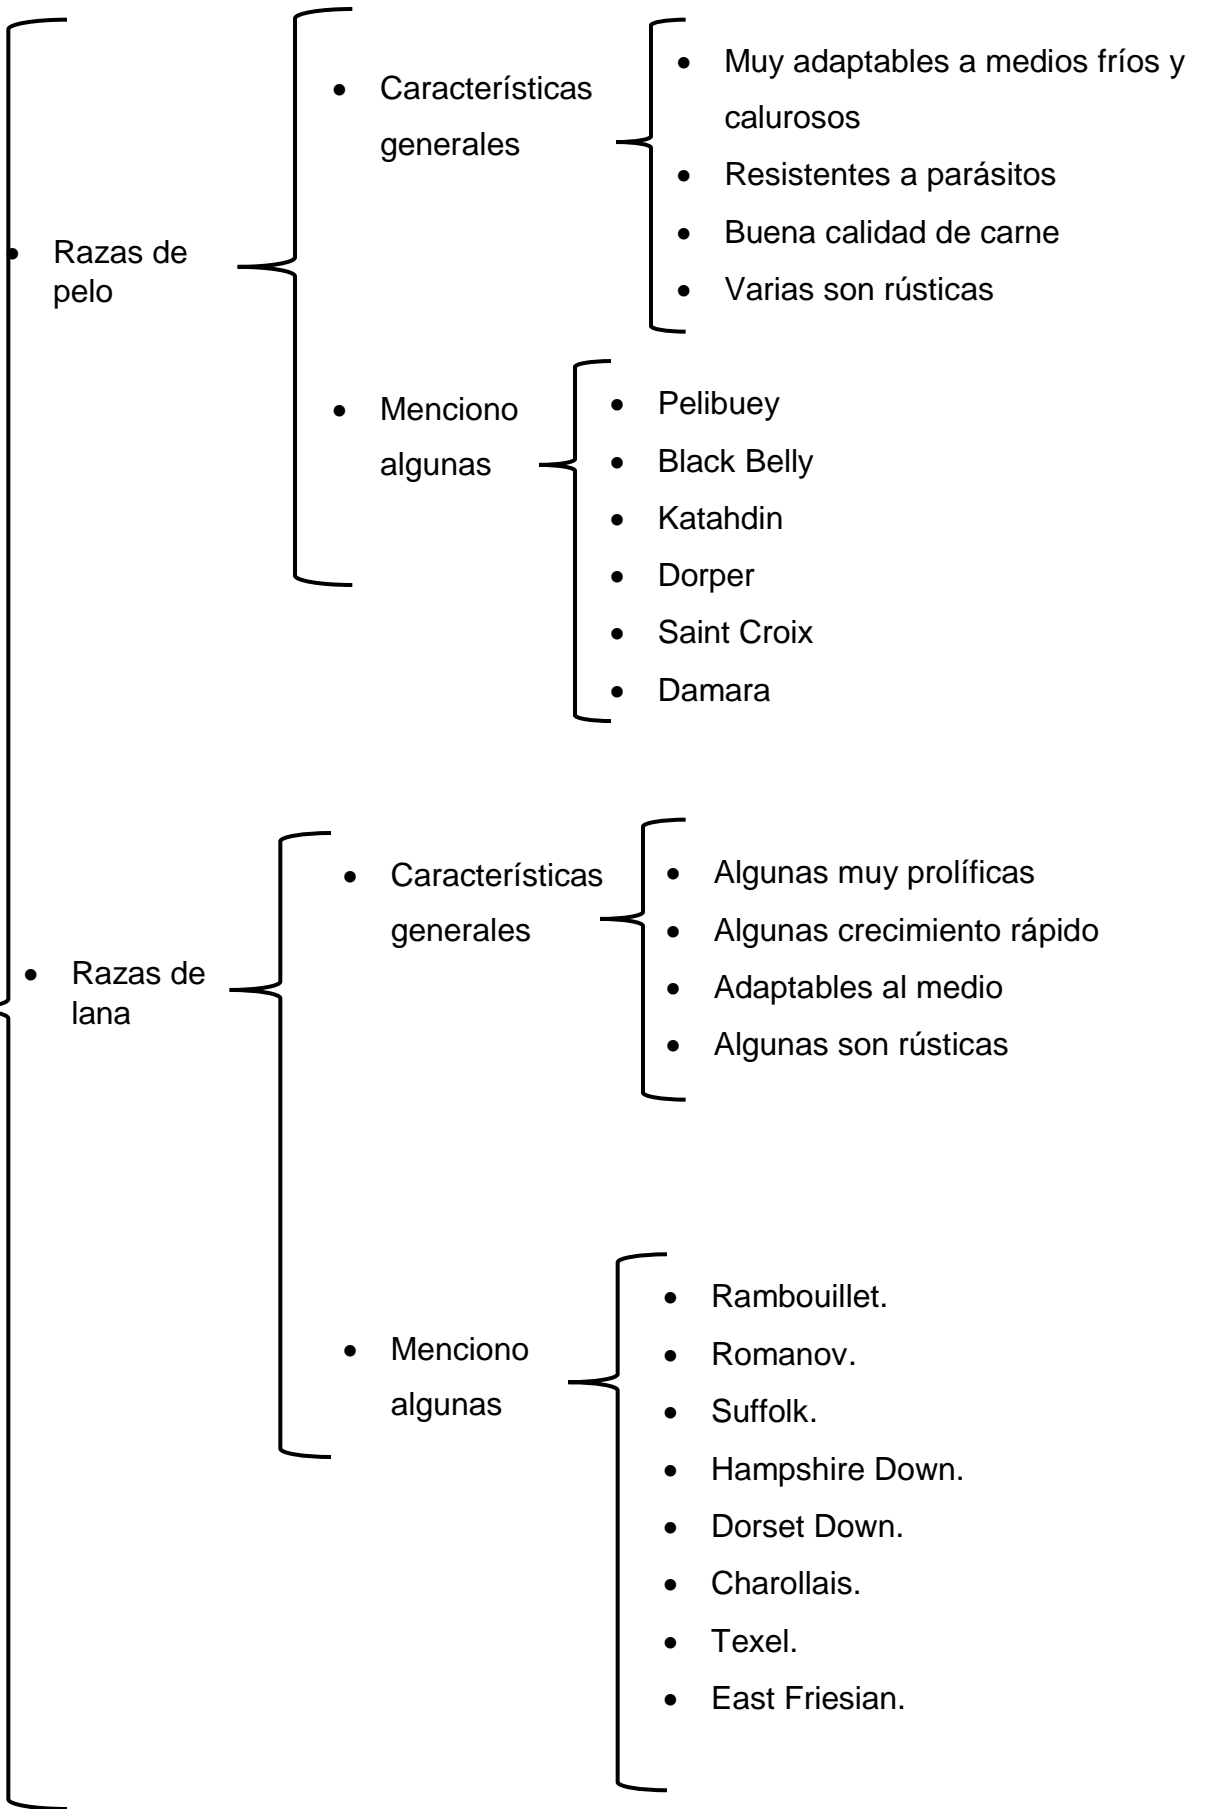 Razas de
pelo
Características
generales
Muy adaptables a medios fríos y
calurosos
Resistentes a parásitos
Buena calidad de carne
Varias son rústicas
Menciono
algunas
Pelibuey
Black Belly
Katahdin
Dorper
Saint Croix
Damara
Razas de
lana
Características
generales
Algunas muy prolíficas
Algunas crecimiento rápido
Adaptables al medio
Algunas son rústicas
Menciono
algunas
Rambouillet.
Romanov.
Suffolk.
Hampshire Down.
Dorset Down.
Charollais.
Texel.
East Friesian.